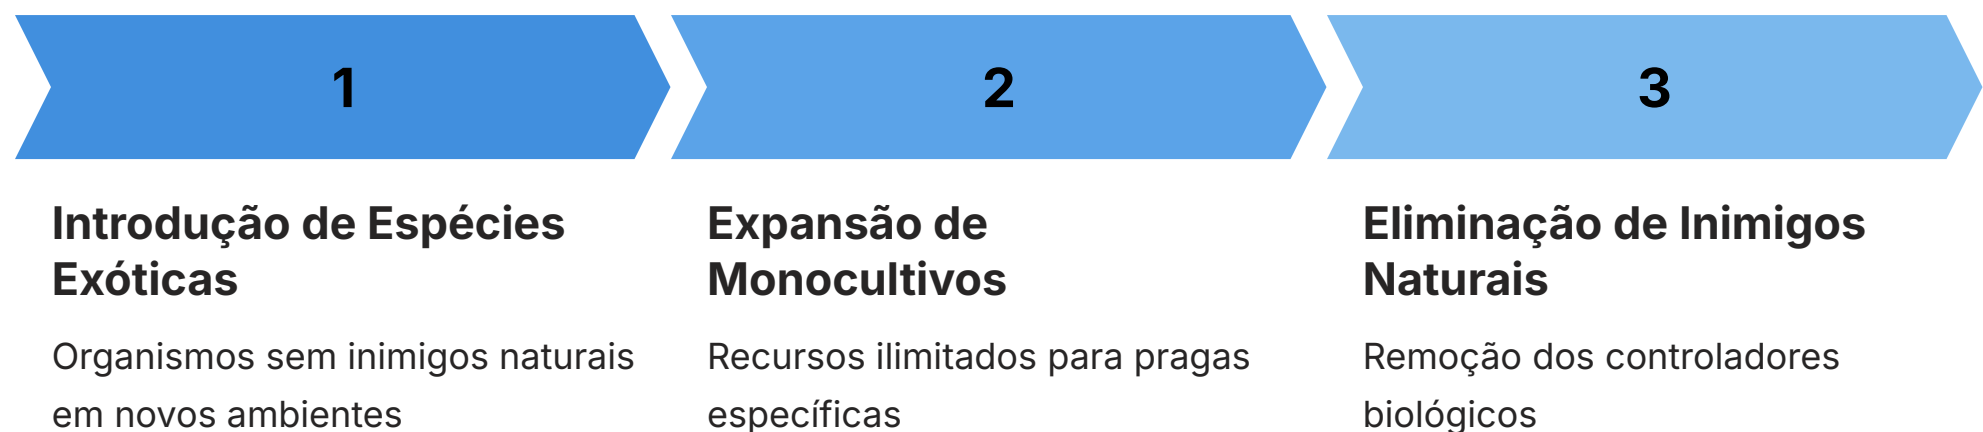 1
Introdução de Espécies
Exóticas
Organismos sem inimigos naturais
em novos ambientes
2
Expansão de
Monocultivos
Recursos ilimitados para pragas
específicas
3
Eliminação de Inimigos
Naturais
Remoção dos controladores
biológicos